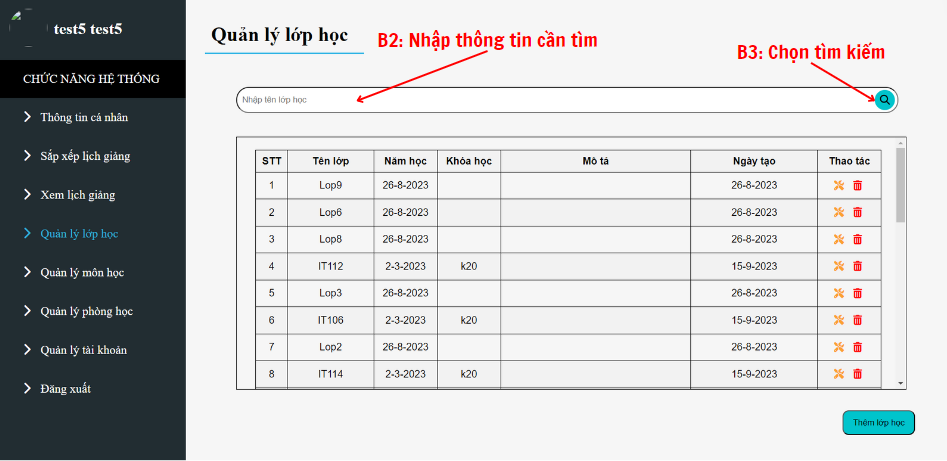 test5 test5
CHỨC NĂNG HỆ THỐNG
Thông tin cá nhân
Sắp xếp lịch giảng
Xem lịch giảng
Quản lý lớp học
Quản lý môn học
Quản lý phòng học
Quản lý tài khoản
Đăng xuất
Quản lý lớp học
B2: Nhập thông tin cần tìm
B3: Chọn tìm kiếm
Nhập tên lớp học
STT Tên lớp Năm học Khóa học Mô tả Ngày tạo Thao tác
1 Lop9 26-8-2023 26-8-2023
2 Lop6 26-8-2023 26-8-2023
3 Lop8 26-8-2023 26-8-2023
4 IT112 2-3-2023 k20 15-9-2023
5 Lop3 26-8-2023 26-8-2023
6 IT106 2-3-2023 k20 15-9-2023
7 Lop2 26-8-2023 26-8-2023
8 IT114 2-3-2023 k20 15-9-2023
Thêm lớp học